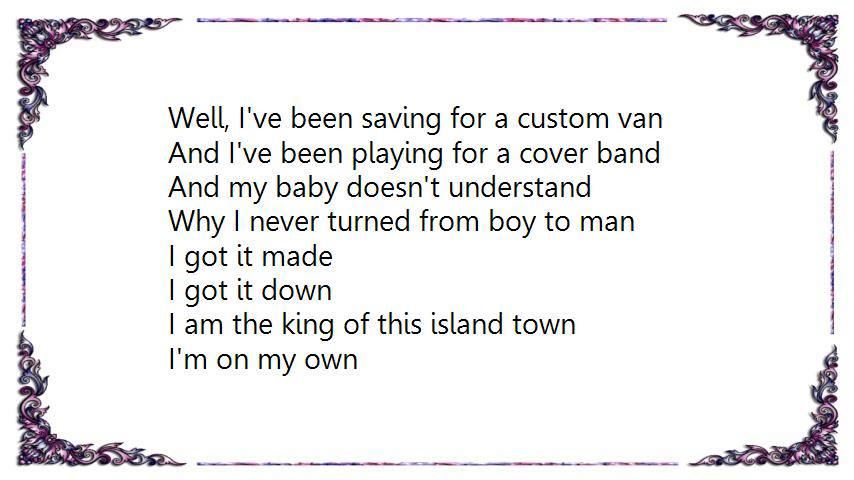 Well, I've been saving for a custom van
And I've been playing for a cover band
And my baby doesn't understand
Why I never turned from boy to man
I got it made
I got it down
I am the king of this island town
I'm on my own